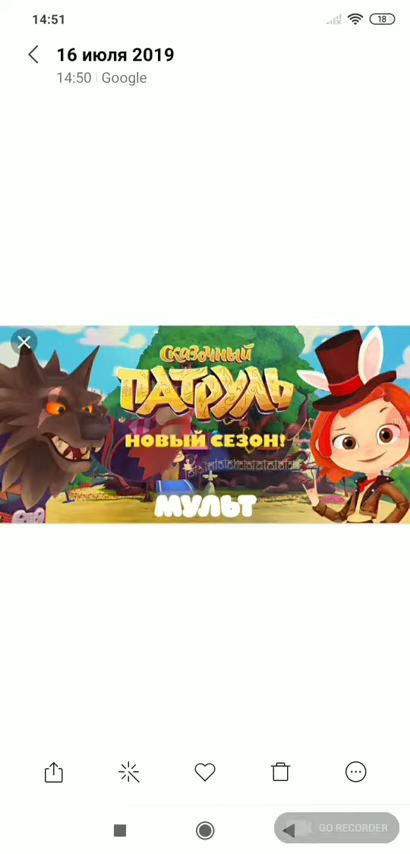 14:51
18
16 июля 2019
14:50 Google
Сказочный
ПАТРУЛЬ
НОВЫЙ СЕЗОН!
МУЛЬТ
GO RECORDER